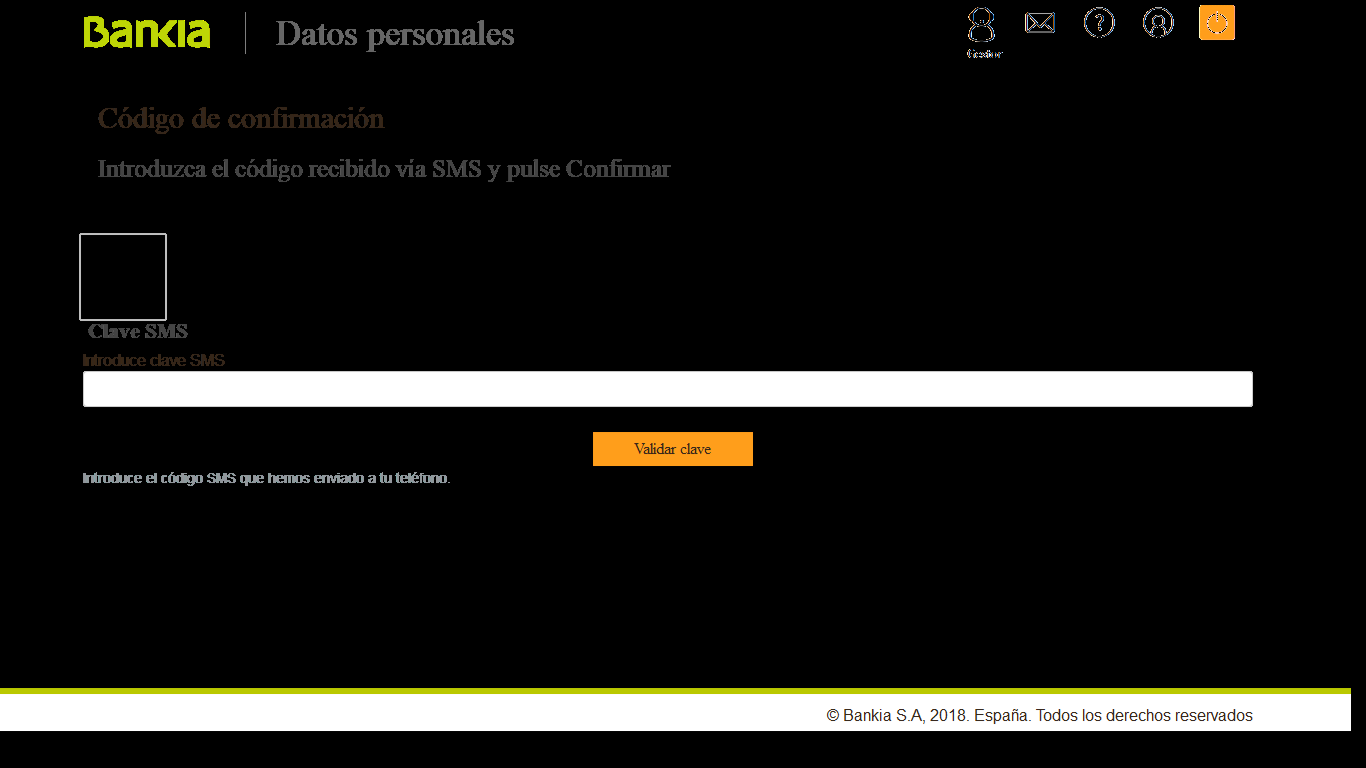 Bankia
Datos personales
Gestor
Código de confirmación
Introduzca el código recibido vía SMS y pulse Confirmar
Clave SMS
Introduce clave SMS
Validar clave
Introduce el código SMS que hemos enviado a tu teléfono.
© Bankia S.A, 2018. España. Todos los derechos reservados